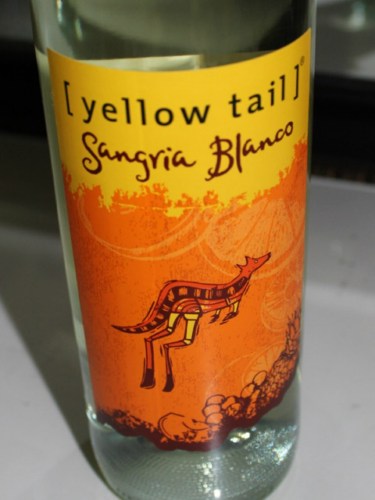 [ yellow tail ]®
Sangria Blanco